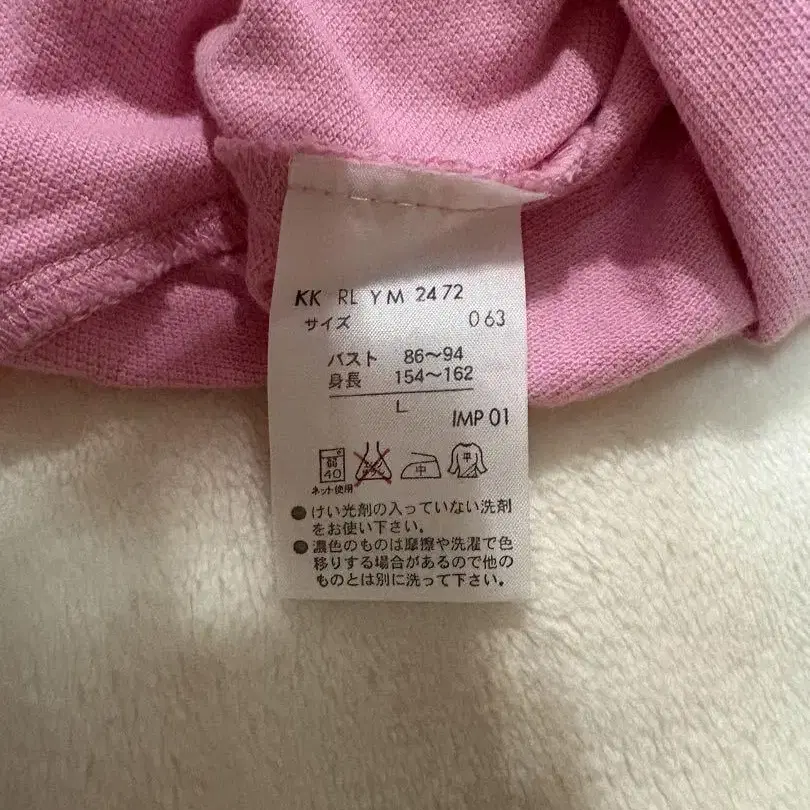 KK RL YM 2472
サイズ 063
バスト 86〜94
身長 154〜162
L
IMP 01
弱
40
中
平
ネット使用
●けい光剤の入っていない洗剤
をお使い下さい。
●濃色のものは摩擦や洗濯で色
移りする場合があるので他の
ものとは別に洗って下さい。